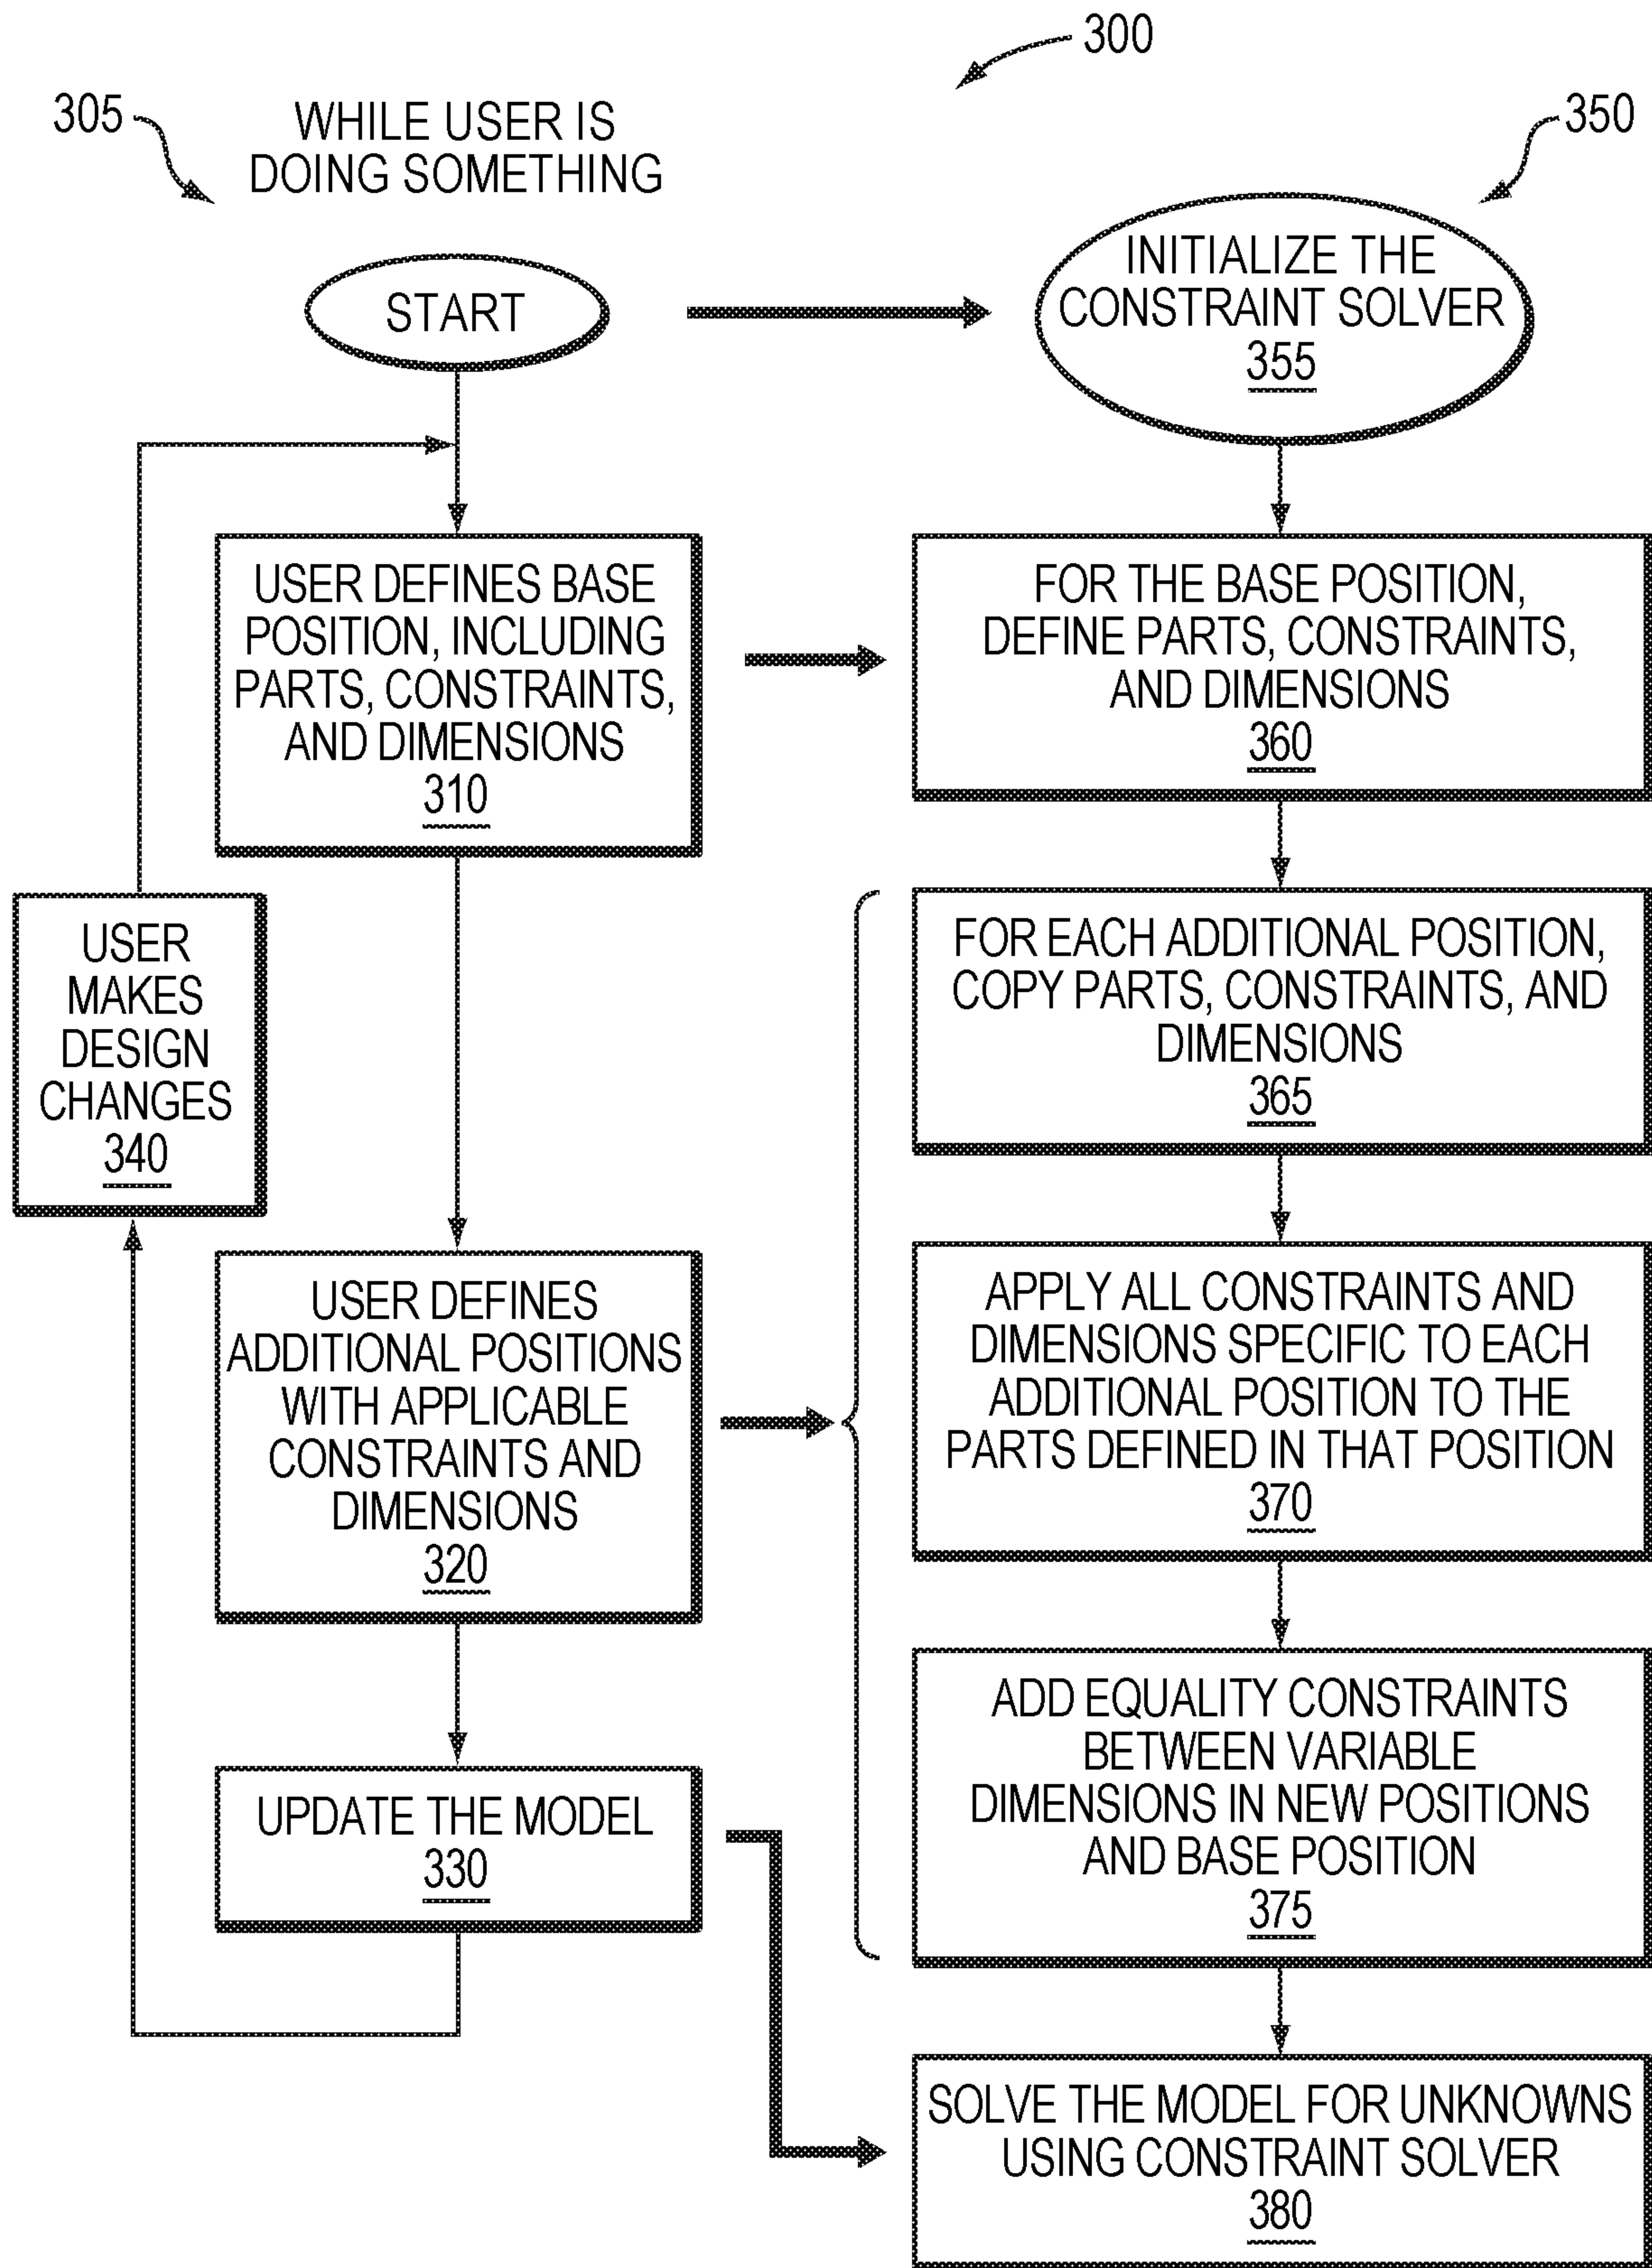 300
305
WHILE USER IS
DOING SOMETHING
350
START
INITIALIZE THE
CONSTRAINT SOLVER
355
USER DEFINES BASE
POSITION, INCLUDING
PARTS, CONSTRAINTS,
AND DIMENSIONS
310
FOR THE BASE POSITION,
DEFINE PARTS, CONSTRAINTS,
AND DIMENSIONS
360
USER
MAKES
DESIGN
CHANGES
340
FOR EACH ADDITIONAL POSITION,
COPY PARTS, CONSTRAINTS, AND
DIMENSIONS
365
USER DEFINES
ADDITIONAL POSITIONS
WITH APPLICABLE
CONSTRAINTS AND
DIMENSIONS
320
APPLY ALL CONSTRAINTS AND
DIMENSIONS SPECIFIC TO EACH
ADDITIONAL POSITION TO THE
PARTS DEFINED IN THAT POSITION
370
UPDATE THE MODEL
330
ADD EQUALITY CONSTRAINTS
BETWEEN VARIABLE
DIMENSIONS IN NEW POSITIONS
AND BASE POSITION
375
SOLVE THE MODEL FOR UNKNOWNS
USING CONSTRAINT SOLVER
380